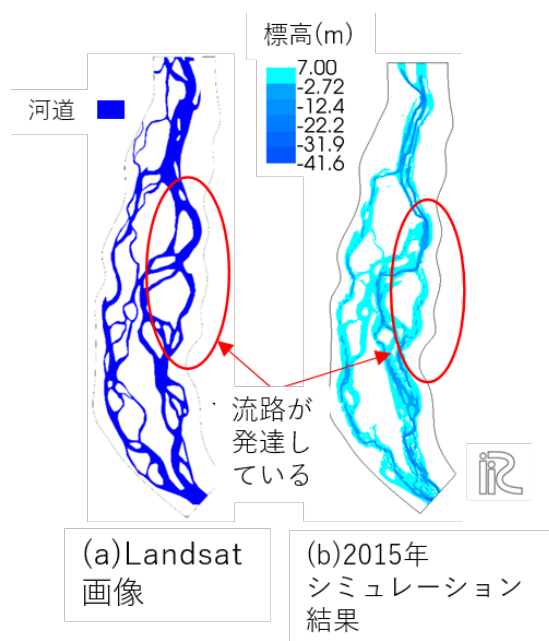 標高(m)
7.00
-2.72
-12.4
-22.2
-31.9
-41.6
河道
流路が
発達し
ている
iRIC
(a)Landsat
画像
(b)2015年
シミュレーション
結果